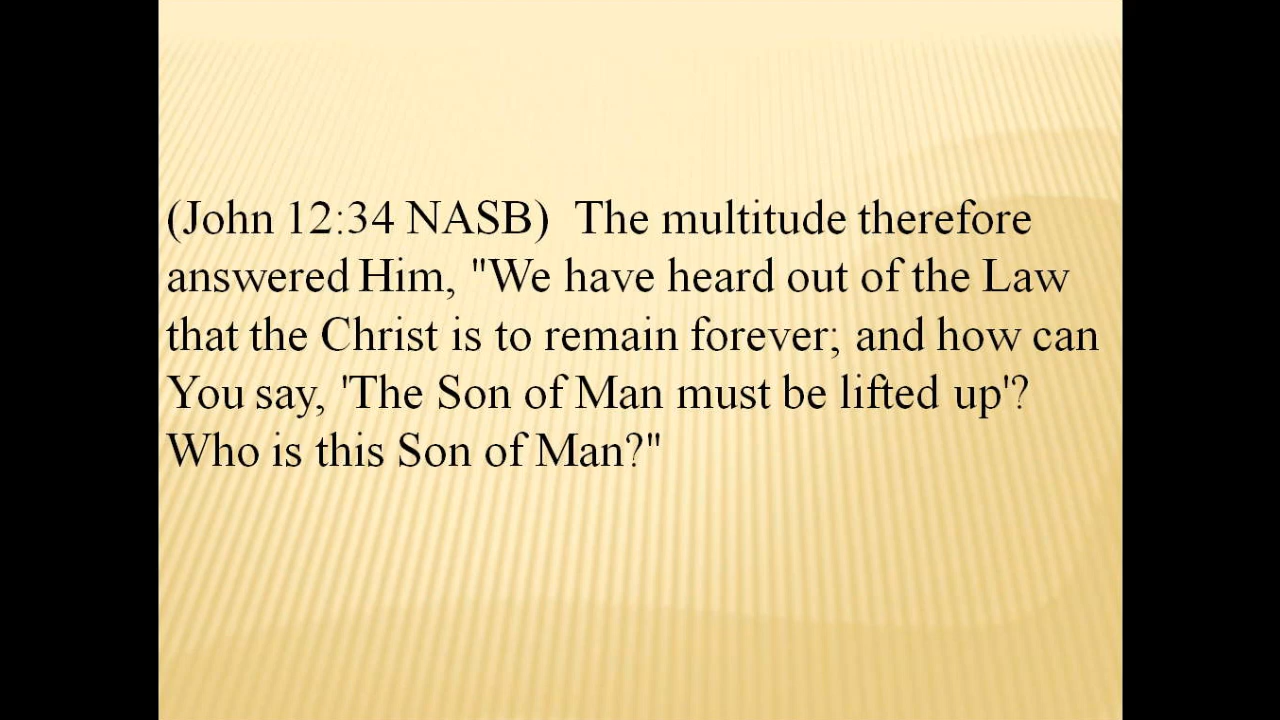 (John 12:34 NASB)  The multitude therefore
answered Him, "We have heard out of the Law
that the Christ is to remain forever; and how can
You say, 'The Son of Man must be lifted up'?
Who is this Son of Man?"